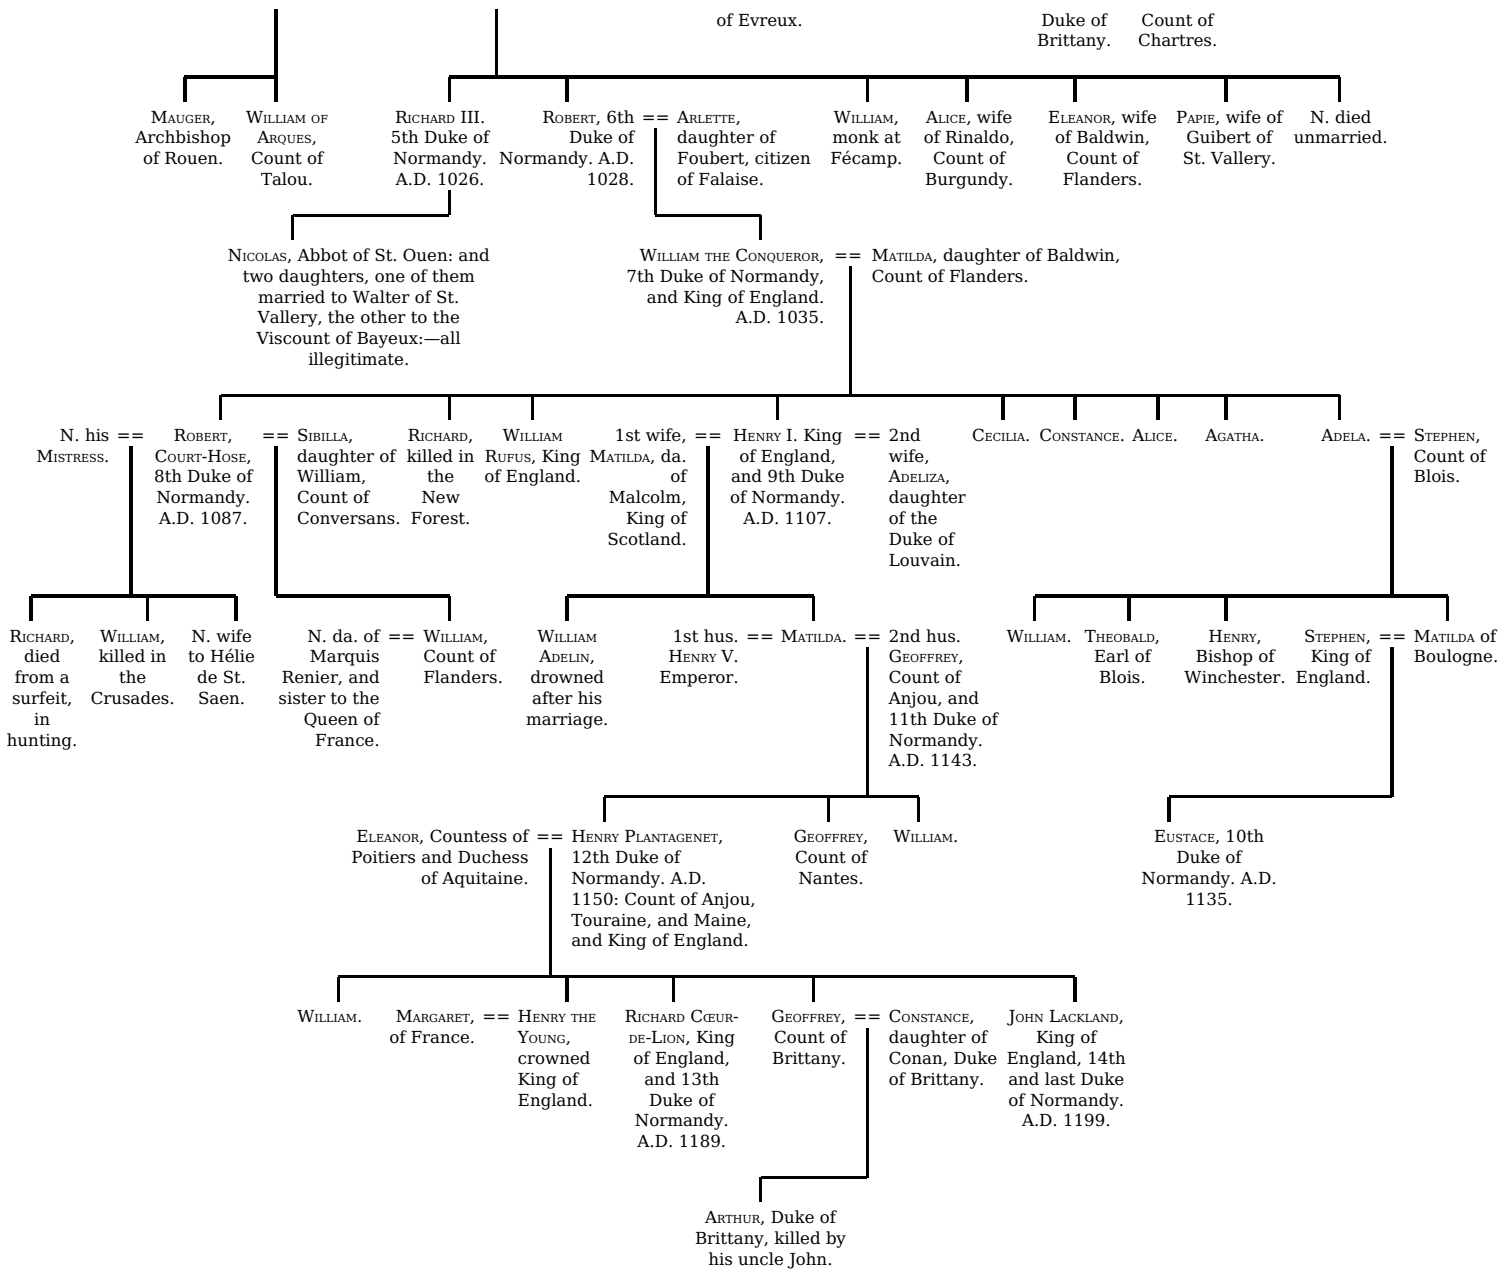 of Evreux.
Duke of
Brittany.
Count of
Chartres.
Mauger,
Archbishop
of Rouen.
William of
Arques,
Count of
Talou.
Richard III.
5th Duke of
Normandy.
A.D. 1026.
Robert, 6th
Duke of
Normandy. A.D.
1028.
==
Arlette,
daughter of
Foubert, citizen
of Falaise.
William,
monk at
Fécamp.
Alice, wife
of Rinaldo,
Count of
Burgundy.
Eleanor, wife
of Baldwin,
Count of
Flanders.
Papie, wife of
Guibert of
St. Vallery.
N. died
unmarried.
Nicolas, Abbot of St. Ouen: and
two daughters, one of them
married to Walter of St.
Vallery, the other to the
Viscount of Bayeux:—all
illegitimate.
William the Conqueror,
7th Duke of Normandy,
and King of England.
A.D. 1035.
==
Matilda, daughter of Baldwin,
Count of Flanders.
N. his
Mistress.
==
Robert,
Court-Hose,
8th Duke of
Normandy.
A.D. 1087.
==
Sibilla,
daughter of
William,
Count of
Conversans.
Richard,
killed in
the
New
Forest.
William
Rufus, King
of England.
1st wife,
Matilda, da.
of
Malcolm,
King of
Scotland.
==
Henry I. King
of England,
and 9th Duke
of Normandy.
A.D. 1107.
==
2nd
wife,
Adeliza,
daughter
of the
Duke of
Louvain.
Cecilia.
Constance.
Alice.
Agatha.
Adela.
==
Stephen,
Count of
Blois.
Richard,
died
from a
surfeit,
in
hunting.
William,
killed in
the
Crusades.
N. wife
to Hélie
de St.
Saen.
N. da. of
Marquis
Renier, and
sister to the
Queen of
France.
==
William,
Count of
Flanders.
William
Adelin,
drowned
after his
marriage.
1st hus.
Henry V.
Emperor.
==
Matilda.
==
2nd hus.
Geoffrey,
Count of
Anjou, and
11th Duke of
Normandy.
A.D. 1143.
William.
Theobald,
Earl of
Blois.
Henry,
Bishop of
Winchester.
Stephen,
King of
England.
==
Matilda of
Boulogne.
Eleanor, Countess of
Poitiers and Duchess
of Aquitaine.
==
Henry Plantagenet,
12th Duke of
Normandy. A.D.
1150: Count of Anjou,
Touraine, and Maine,
and King of England.
Geoffrey,
Count of
Nantes.
William.
Eustace, 10th
Duke of
Normandy. A.D.
1135.
William.
Margaret,
of France.
==
Henry the
Young,
crowned
King of
England.
Richard Cœur-
de-Lion, King
of England,
and 13th
Duke of
Normandy.
A.D. 1189.
Geoffrey,
Count of
Brittany.
==
Constance,
daughter of
Conan, Duke
of Brittany.
John Lackland,
King of
England, 14th
and last Duke
of Normandy.
A.D. 1199.
Arthur, Duke of
Brittany, killed by
his uncle John.